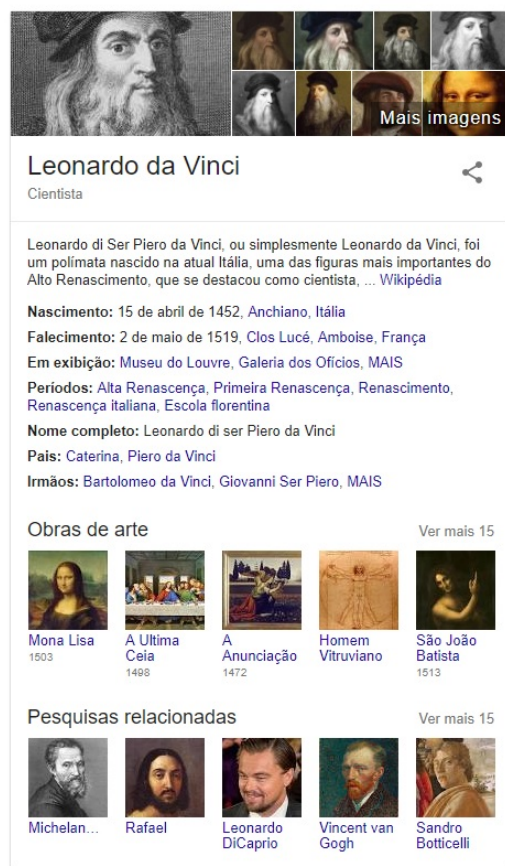 Mais imagens
Leonardo da Vinci
Cientista
Leonardo di Ser Piero da Vinci, ou simplesmente Leonardo da Vinci, foi
um polímata nascido na atual Itália, uma das figuras mais importantes do
Alto Renascimento, que se destacou como cientista, ... Wikipédia
Nascimento: 15 de abril de 1452, Anchiano, Itália
Falecimento: 2 de maio de 1519, Clos Lucé, Amboise, França
Em exibição: Museu do Louvre, Galeria dos Ofícios, MAIS
Períodos: Alta Renascença, Primeira Renascença, Renascimento,
Renascença italiana, Escola florentina
Nome completo: Leonardo di ser Piero da Vinci
Pais: Caterina, Piero da Vinci
Irmãos: Bartolomeo da Vinci, Giovanni Ser Piero, MAIS
Obras de arte
Ver mais 15
Mona Lisa
1503
A Ultima
Ceia
1498
A
Anunciação
1472
Homem
Vitruviano
São João
Batista
1513
Pesquisas relacionadas
Ver mais 15
Michelan...
Rafael
Leonardo
DiCaprio
Vincent van
Gogh
Sandro
Botticelli